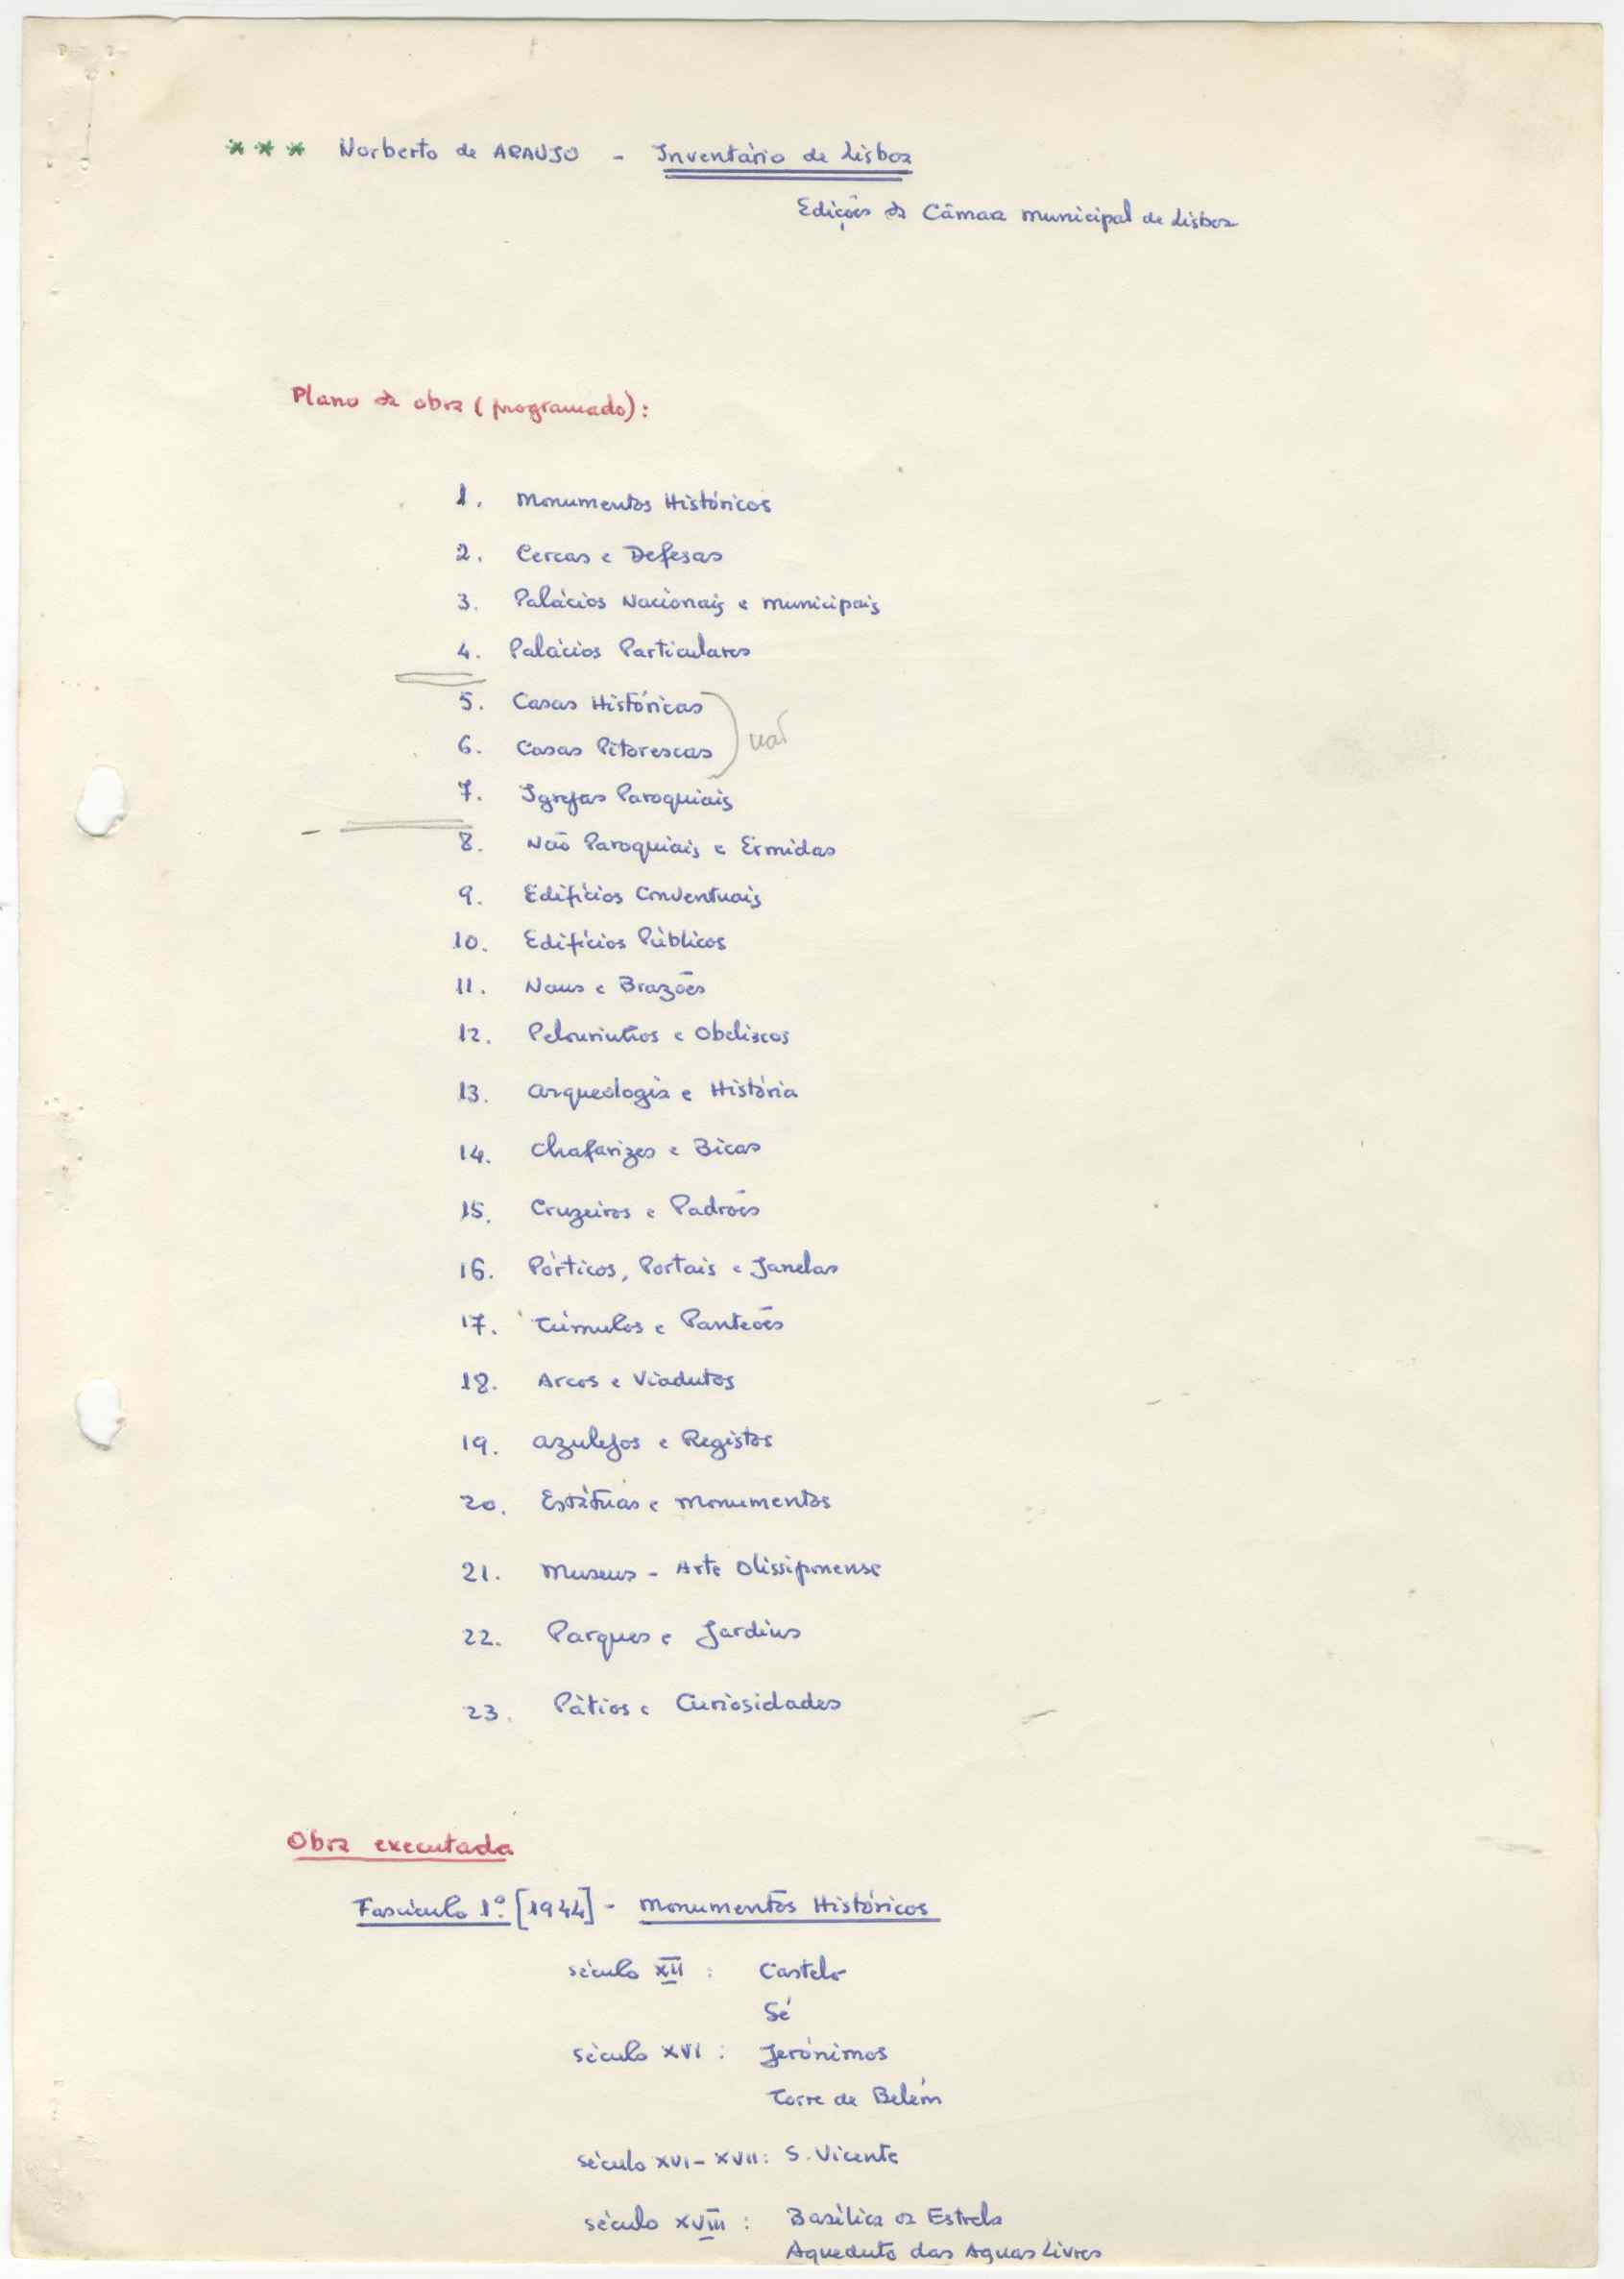 *** Norberto de ARAUJO - Inventário de Lisboa
Edições da Câmara Municipal de Lisboa
Plano da obra (programado):
1. Monumentos Históricos
2. Cercas e Defesas
3. Palácios Nacionais e Municipais
4. Palácios Particulares
5. Casas Históricas
6. Casas Pitorescas
não
7. Igrejas Paroquiais
8. Não Paroquiais e Ermidas
9. Edifícios Conventuais
10. Edifícios Públicos
11. Naus e Brazões
12. Pelourinhos e Obeliscos
13. Arqueologia e História
14. Chafarizes e Bicas
15. Cruzeiros e Padrões
16. Pórticos, Portais e Janelas
17. Túmulos e Panteões
18. Arcos e Viadutos
19. Azulejos e Registos
20. Estátuas e Monumentos
21. Museus - Arte Olissiponense
22. Parques e Jardins
23. Pátios e Curiosidades
Obra executada
Fascículo 1º. [1944] - Monumentos Históricos
século XII : Castelo
Sé
século XVI : Jerónimos
Torre de Belém
século XVI - XVII : S. Vicente
século XVIII : Basílica da Estrela
Aqueduto das Aguas Livres